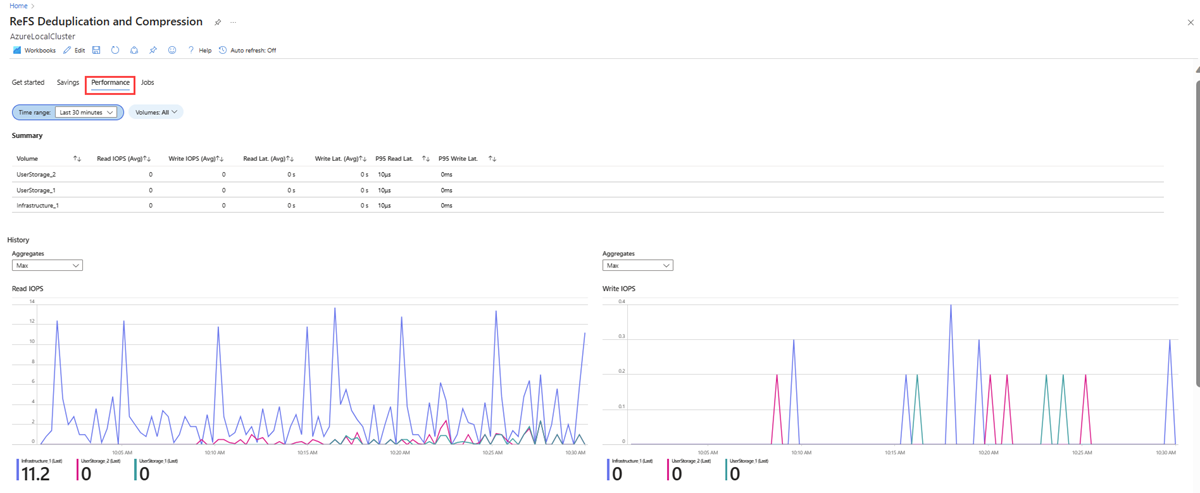 Home >
ReFS Deduplication and Compression ...
AzureLocalCluster
Workbooks Edit ? Help Auto refresh: Off
Get started Savings Performance Jobs
Time range: Last 30 minutes Volumes: All
Summary
Volume ↑↓ Read IOPS (Avg)↑↓ Write IOPS (Avg)↑↓ Read Lat. (Avg)↑↓ Write Lat. (Avg)↑↓ P95 Read Lat. ↑↓ P95 Write Lat. ↑↓
UserStorage_2 0 0 0 s 0 s 10µs 0ms
UserStorage_1 0 0 0 s 0 s 10µs 0ms
Infrastructure_1 0 0 0 s 0 s 10µs 0ms
History
Aggregates Aggregates
Max Max
Read IOPS Write IOPS
14 0.4
12
10 0.3
8
6 0.2
4 0.1
2
0 0
10:05 AM 10:10 AM 10:15 AM 10:20 AM 10:25 AM 10:30 AM 10:05 AM 10:10 AM 10:15 AM 10:20 AM 10:25 AM 10:30 AM
Infrastructure 1 (Last) UserStorage 2 (Last) UserStorage 1 (Last) Infrastructure 1 (Last) UserStorage 2 (Last) UserStorage 1 (Last)
11.2 0 0 0 0 0